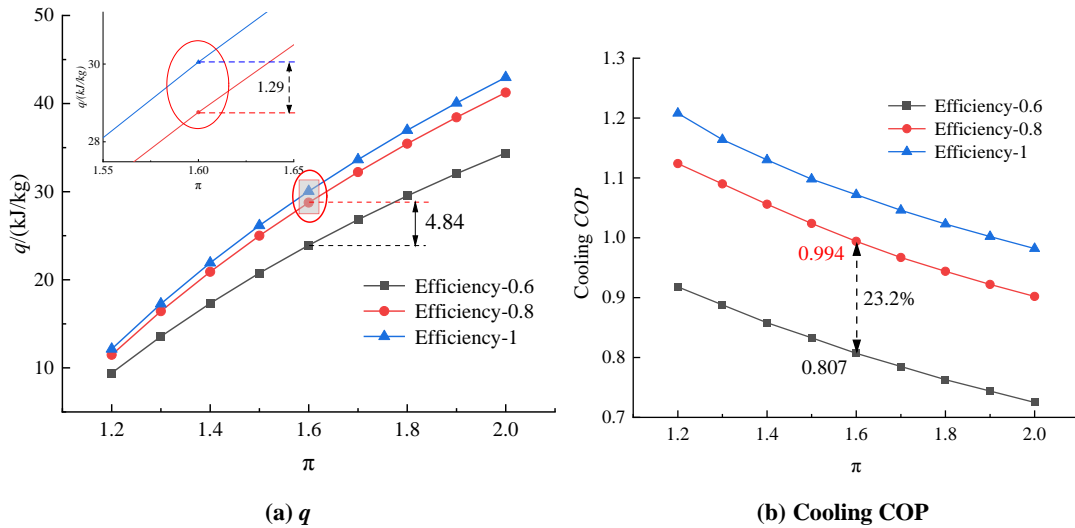 50
40
30
20
10
q/(kJ/kg)
1.2
1.4
1.6
1.8
2.0
π
30
28
q/(kJ/kg)
1.55
1.60
1.65
π
1.29
4.84
Efficiency-0.6
Efficiency-0.8
Efficiency-1
(a) q
1.3
1.2
1.1
1.0
0.9
0.8
0.7
Cooling COP
1.2
1.4
1.6
1.8
2.0
π
Efficiency-0.6
Efficiency-0.8
Efficiency-1
0.994
23.2%
0.807
(b) Cooling COP